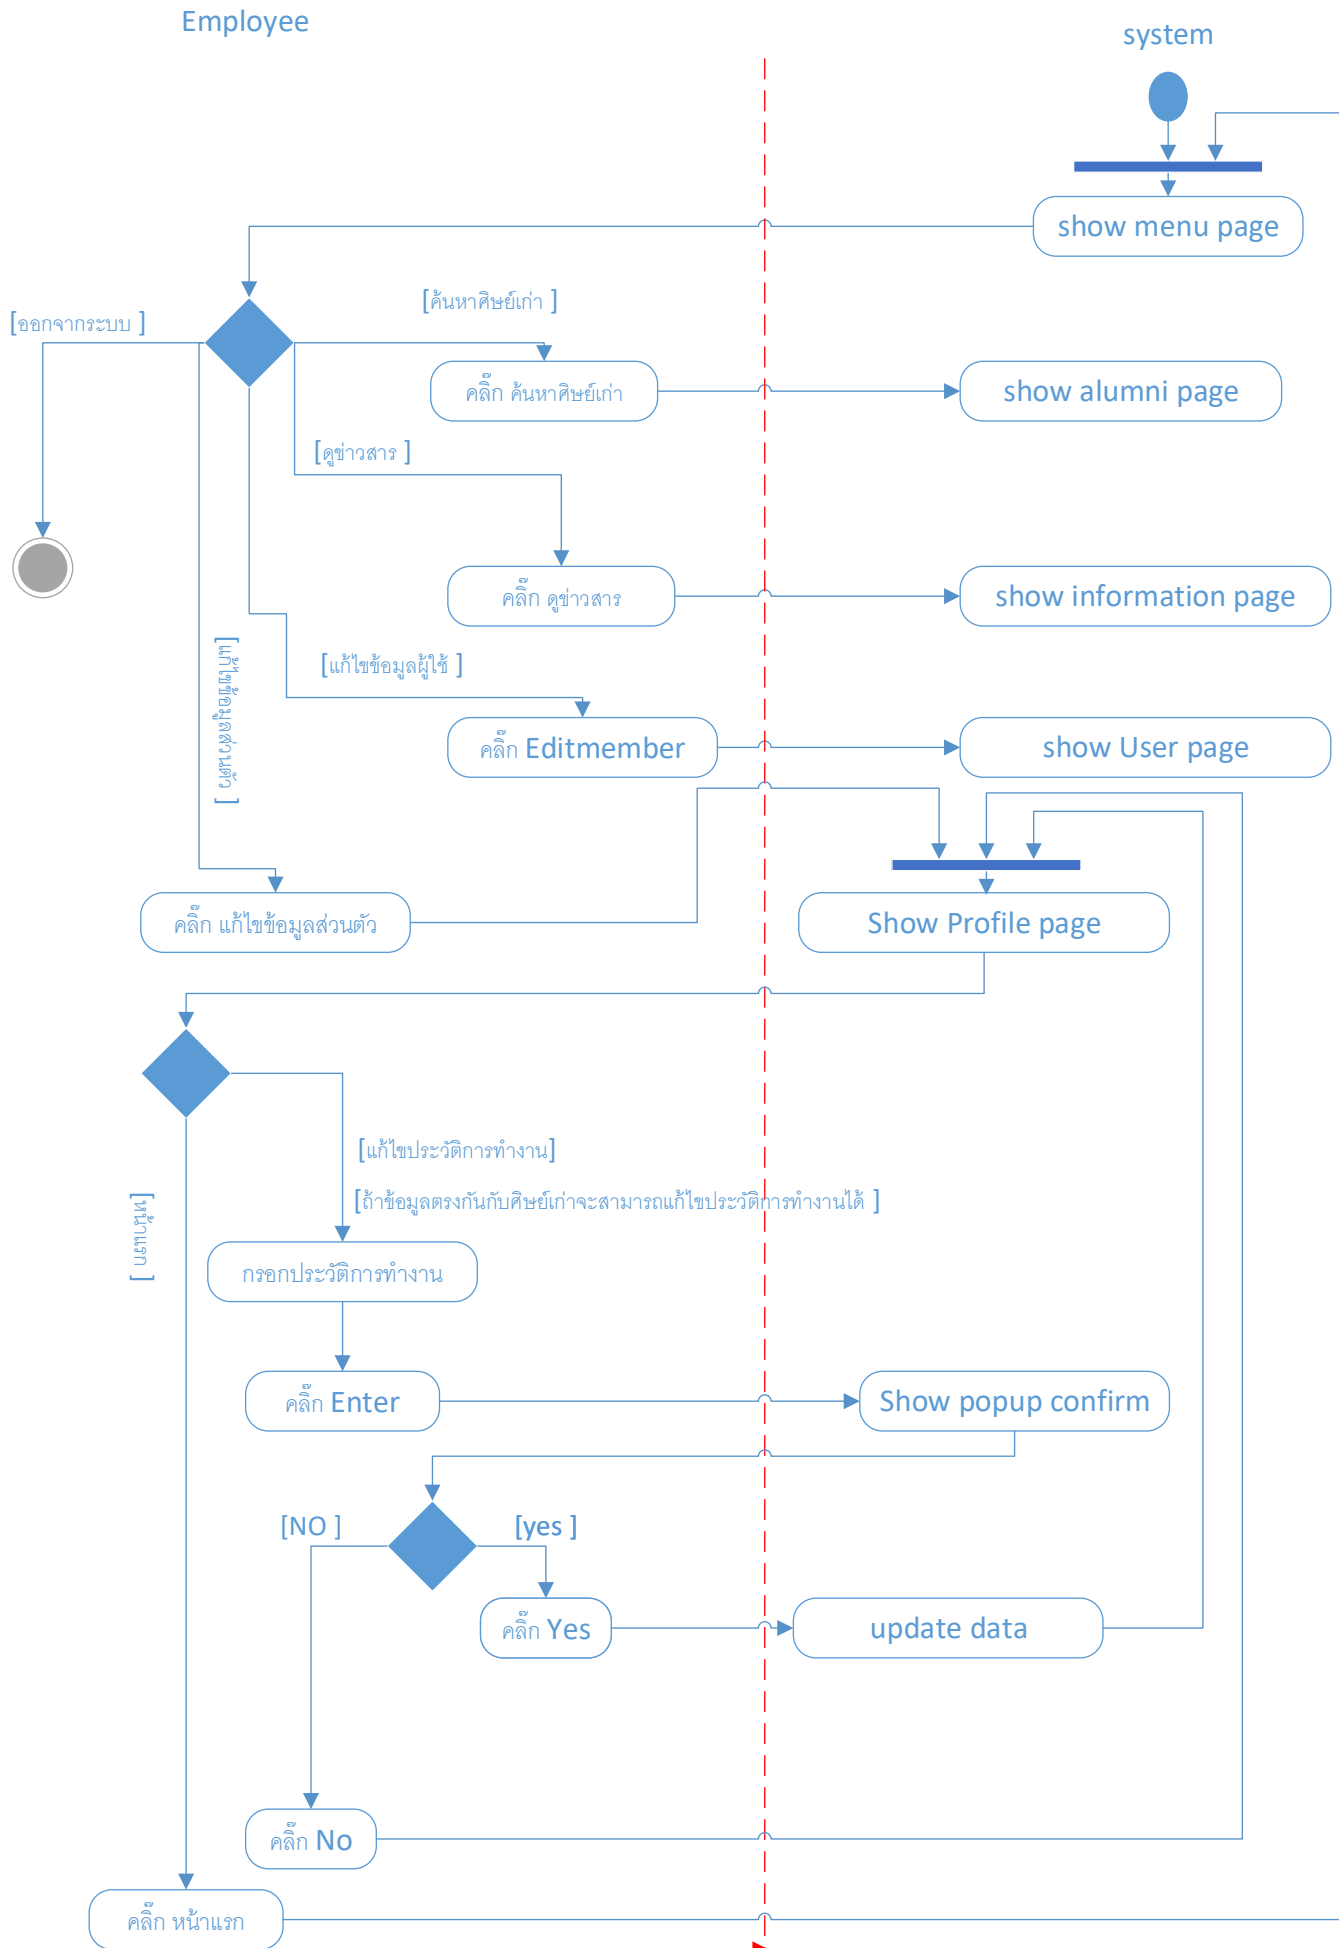 Employee
system
show menu page
[ค้นหาศิษย์เก่า ]
[ออกจากระบบ ]
คลิ๊ก ค้นหาศิษย์เก่า
show alumni page
[ดูข่าวสาร ]
คลิ๊ก ดูข่าวสาร
show information page
[แก้ไขข้อมูลส่วนตัว ]
[แก้ไขข้อมูลผู้ใช้ ]
คลิ๊ก Editmember
show User page
คลิ๊ก แก้ไขข้อมูลส่วนตัว
Show Profile page
[แก้ไขประวัติการทำงาน]
[ถ้าข้อมูลตรงกันกับศิษย์เก่าจะสามารถแก้ไขประวัติการทำงานได้ ]
[หน้าแรก ]
กรอกประวัติการทำงาน
คลิ๊ก Enter
Show popup confirm
[NO ]
[yes ]
คลิ๊ก Yes
update data
คลิ๊ก No
คลิ๊ก หน้าแรก